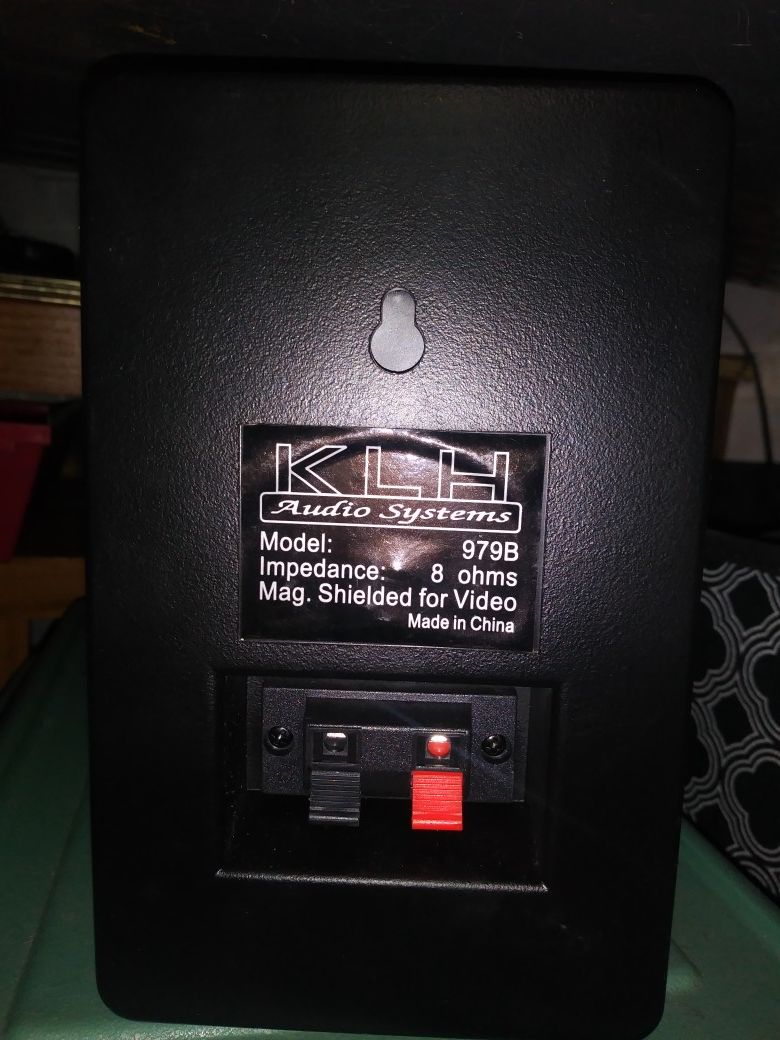 KLH
Audio Systems
Model: 979B
Impedance: 8 ohms
Mag. Shielded for Video
Made in China